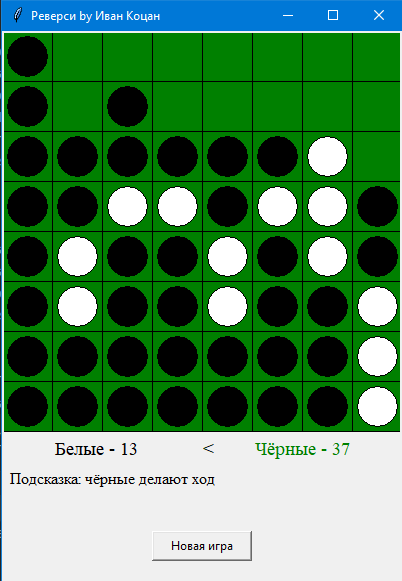 Реверси by Иван Коцан
Белые - 13 < Чёрные - 37
Подсказка: чёрные делают ход
Новая игра